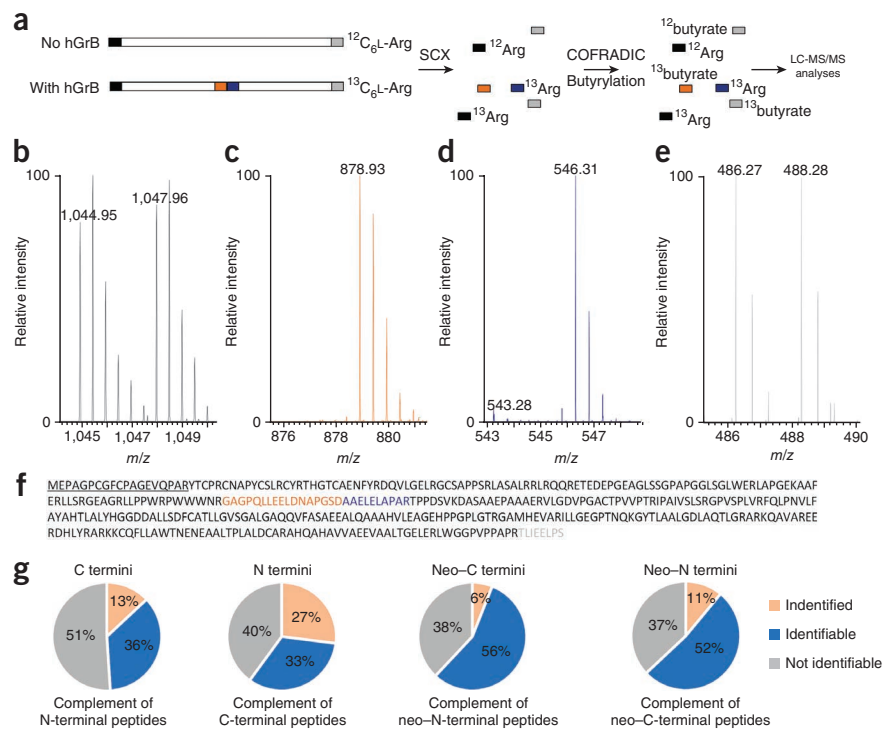 a
No hGrB
¹²C₆L-Arg
With hGrB
¹³C₆L-Arg
SCX
¹²Arg
¹³Arg
¹³Arg
COFRADIC
Butyrylation
¹²butyrate
¹²Arg
¹³butyrate
¹³Arg
¹³Arg
¹³butyrate
LC-MS/MS
analyses
b
100
Relative intensity
0
1,044.95
1,047.96
1,045
1,047
1,049
m/z
c
100
Relative intensity
0
878.93
876
878
880
m/z
d
100
Relative intensity
0
546.31
543.28
543
545
547
m/z
e
100
Relative intensity
0
486.27
488.28
486
488
490
m/z
f
MEPAGPCGFCPAGEVQPARYTCPRCNAPYCSLRCYRTHGTCAENFYRDQVLGELRGCSAPPSRLASALRRLRQQRETEDEPGEAGLSSGPAPGGLSGLWERLAPGEKAAF
ERLLSRGEAGRLLPPWRPWWWNRGAGPQLLEELDNAPGSDAAELELAPARTPPDSVKDASAAEPAAAERVLGDVPGACTPVVPTRIPAIVSLSRGPVSPLVRFQLPNVLF
AYAHTLALYHGGDDALLSDFCATLLGVSGALGAQQVFASAEEALQAAAHVLEAGEHPPGPLGTRGAMHEVARILLGEGPTNQKGYTLAALGDLAQTLGRARKQAVAREE
RDHLYRARKKCQFLLAWTNENEAALTPLALDCARAHQAHAVVAEEVAALTGELERLWGGPVPPAPRTLIEELPS
g
C termini
13%
36%
51%
Complement of
N-terminal peptides
N termini
27%
33%
40%
Complement of
C-terminal peptides
Neo–C termini
6%
56%
38%
Complement of
neo–N-terminal peptides
Neo–N termini
11%
52%
37%
Complement of
neo–C-terminal peptides
Indentified
Identifiable
Not identifiable